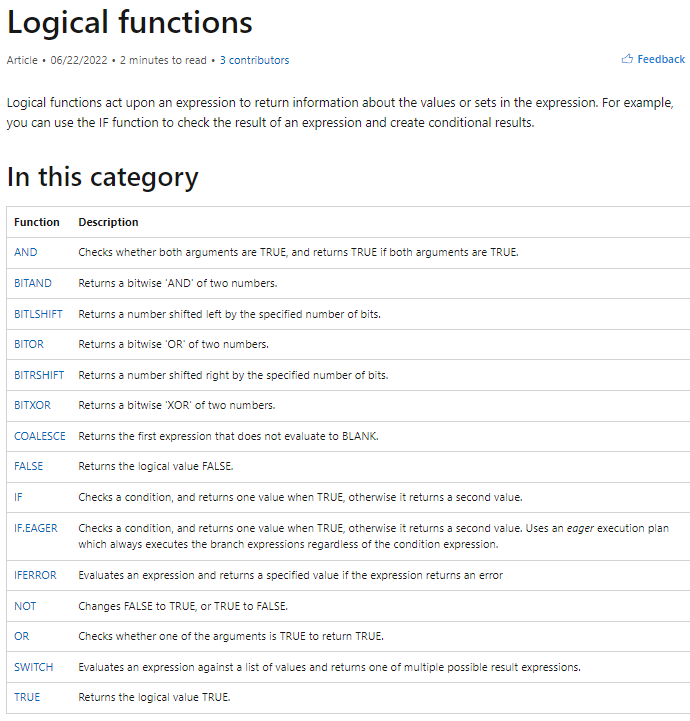 Logical functions
Article • 06/22/2022 • 2 minutes to read • 3 contributors
Feedback
Logical functions act upon an expression to return information about the values or sets in the expression. For example,
you can use the IF function to check the result of an expression and create conditional results.
In this category
Function Description
AND Checks whether both arguments are TRUE, and returns TRUE if both arguments are TRUE.
BITAND Returns a bitwise 'AND' of two numbers.
BITLSHIFT Returns a number shifted left by the specified number of bits.
BITOR Returns a bitwise 'OR' of two numbers.
BITRSHIFT Returns a number shifted right by the specified number of bits.
BITXOR Returns a bitwise 'XOR' of two numbers.
COALESCE Returns the first expression that does not evaluate to BLANK.
FALSE Returns the logical value FALSE.
IF Checks a condition, and returns one value when TRUE, otherwise it returns a second value.
IF.EAGER Checks a condition, and returns one value when TRUE, otherwise it returns a second value. Uses an eager execution plan
which always executes the branch expressions regardless of the condition expression.
IFERROR Evaluates an expression and returns a specified value if the expression returns an error
NOT Changes FALSE to TRUE, or TRUE to FALSE.
OR Checks whether one of the arguments is TRUE to return TRUE.
SWITCH Evaluates an expression against a list of values and returns one of multiple possible result expressions.
TRUE Returns the logical value TRUE.